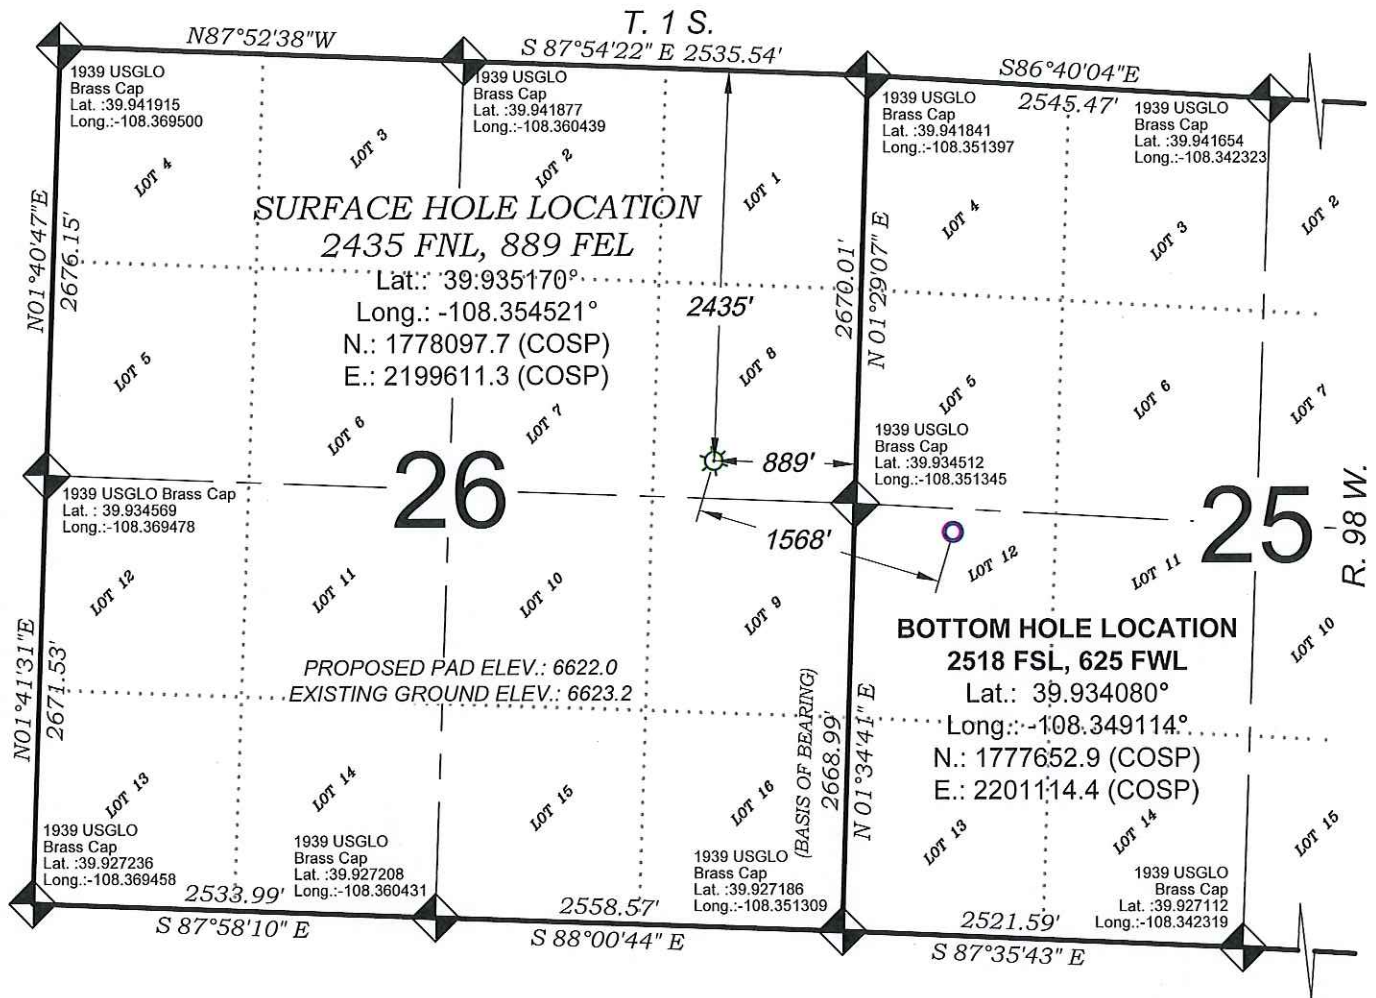 T. 1 S.
N87°52'38"W
S 87°54'22" E 2535.54'
S86°40'04"E
2545.47'
1939 USGLO
Brass Cap
Lat. :39.941915
Long.:-108.369500
1939 USGLO
Brass Cap
Lat. :39.941877
Long.:-108.360439
1939 USGLO
Brass Cap
Lat. :39.941841
Long.:-108.351397
1939 USGLO
Brass Cap
Lat. :39.941654
Long.:-108.342323
LOT 4
LOT 3
LOT 2
LOT 1
LOT 4
LOT 3
LOT 2
SURFACE HOLE LOCATION
2435 FNL, 889 FEL
Lat.: 39.935170°
Long.: -108.354521°
N.: 1778097.7 (COSP)
E.: 2199611.3 (COSP)
N01°40'47"E
2676.15'
2435'
2670.01'
N 01°29'07" E
LOT 5
LOT 6
LOT 7
LOT 8
LOT 5
LOT 6
LOT 7
1939 USGLO
Brass Cap
Lat. :39.934512
Long.:-108.351345
889'
26
25
R. 98 W.
1939 USGLO Brass Cap
Lat. : 39.934569
Long.:-108.369478
1568'
LOT 12
LOT 11
LOT 10
LOT 9
LOT 12
LOT 11
LOT 10
BOTTOM HOLE LOCATION
2518 FSL, 625 FWL
Lat.: 39.934080°
Long.: -108.349114°
N.: 1777652.9 (COSP)
E.: 2201114.4 (COSP)
PROPOSED PAD ELEV.: 6622.0
EXISTING GROUND ELEV.: 6623.2
N01°41'31"E
2671.53'
(BASIS OF BEARING)
2668.99'
N 01°34'41" E
LOT 13
LOT 14
LOT 15
LOT 16
LOT 13
LOT 14
LOT 15
1939 USGLO
Brass Cap
Lat. :39.927236
Long.:-108.369458
1939 USGLO
Brass Cap
Lat. :39.927208
Long.:-108.360431
1939 USGLO
Brass Cap
Lat. :39.927186
Long.:-108.351309
1939 USGLO
Brass Cap
Lat. :39.927112
Long.:-108.342319
2533.99'
S 87°58'10" E
2558.57'
S 88°00'44" E
2521.59'
S 87°35'43" E